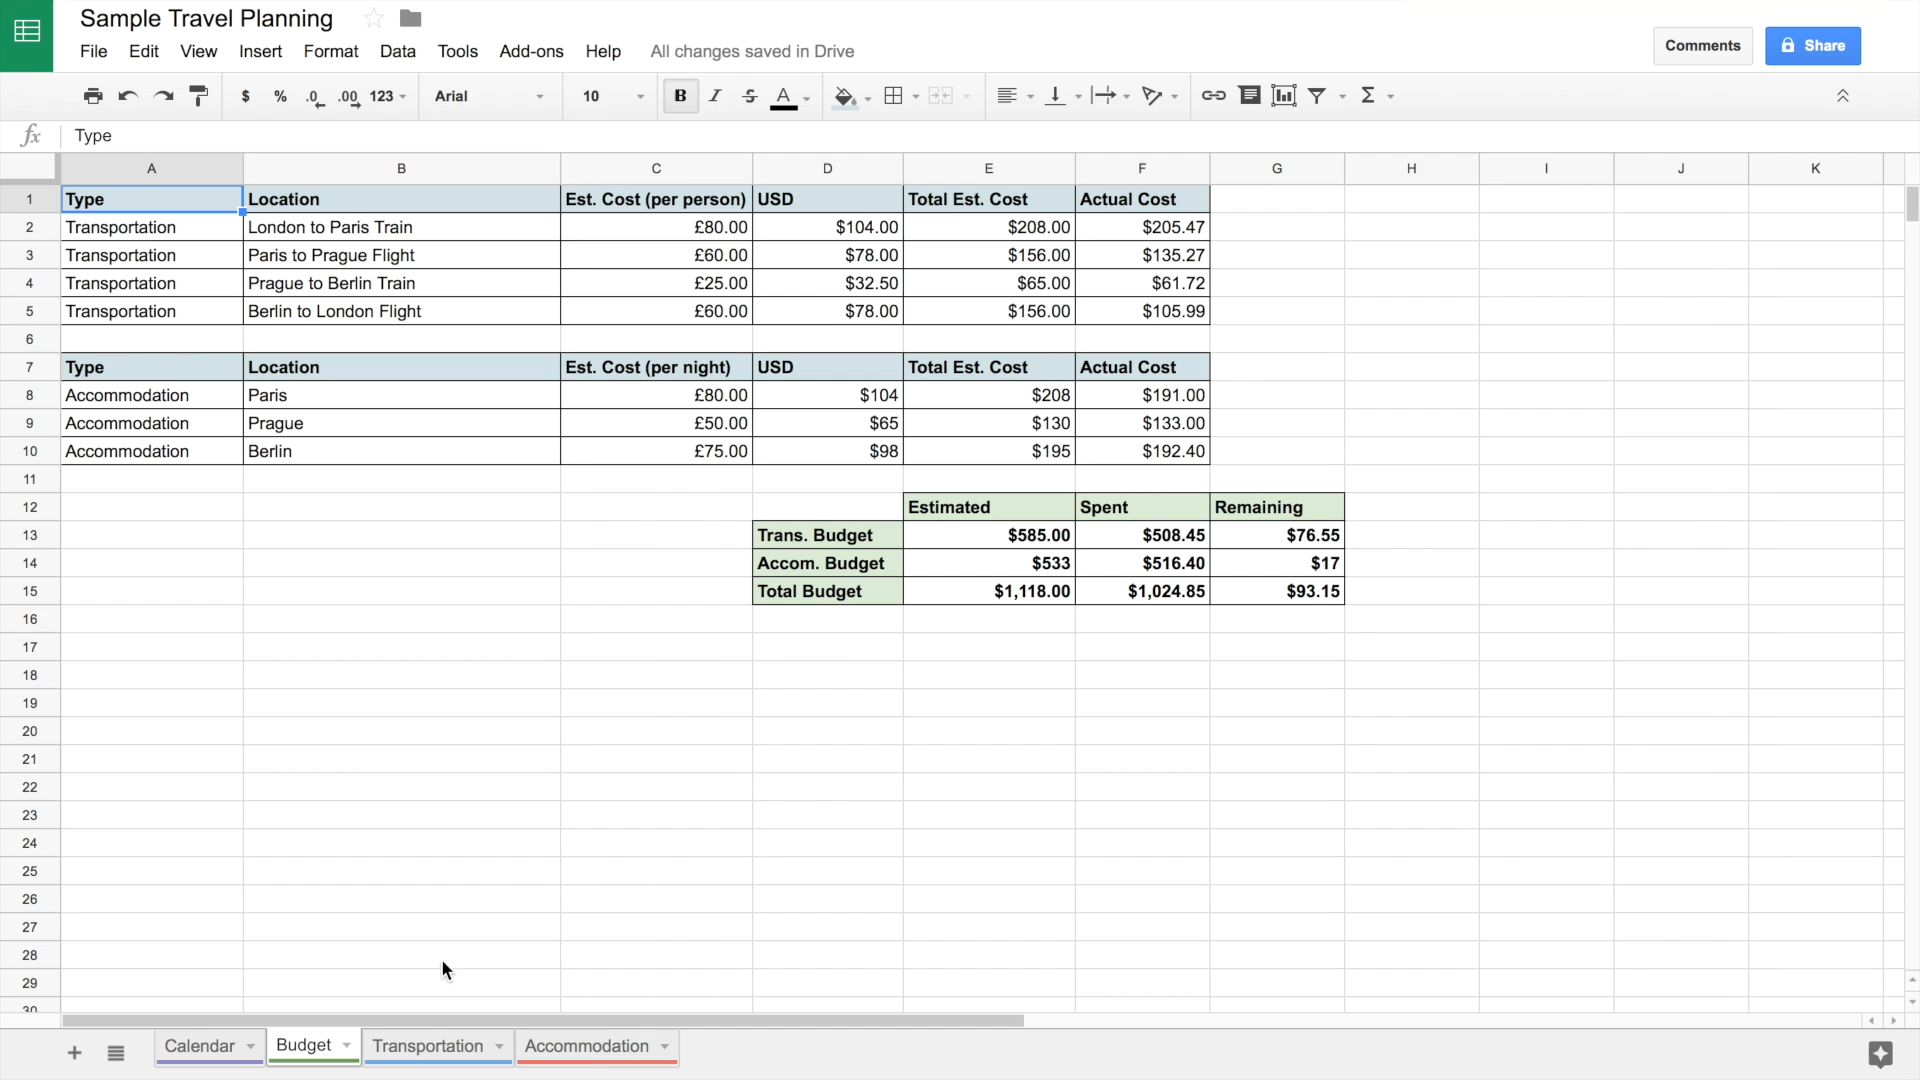 Sample Travel Planning
File Edit View Insert Format Data Tools Add-ons Help All changes saved in Drive
Comments Share
$ % .0 .00 123 Arial 10 B I S A Σ
fx Type
A B C D E F G H I J K
1 Type Location Est. Cost (per person) USD Total Est. Cost Actual Cost
2 Transportation London to Paris Train £80.00 $104.00 $208.00 $205.47
3 Transportation Paris to Prague Flight £60.00 $78.00 $156.00 $135.27
4 Transportation Prague to Berlin Train £25.00 $32.50 $65.00 $61.72
5 Transportation Berlin to London Flight £60.00 $78.00 $156.00 $105.99
6
7 Type Location Est. Cost (per night) USD Total Est. Cost Actual Cost
8 Accommodation Paris £80.00 $104 $208 $191.00
9 Accommodation Prague £50.00 $65 $130 $133.00
10 Accommodation Berlin £75.00 $98 $195 $192.40
11
12 Estimated Spent Remaining
13 Trans. Budget $585.00 $508.45 $76.55
14 Accom. Budget $533 $516.40 $17
15 Total Budget $1,118.00 $1,024.85 $93.15
16
17
18
19
20
21
22
23
24
25
26
27
28
29
30
Calendar Budget Transportation Accommodation